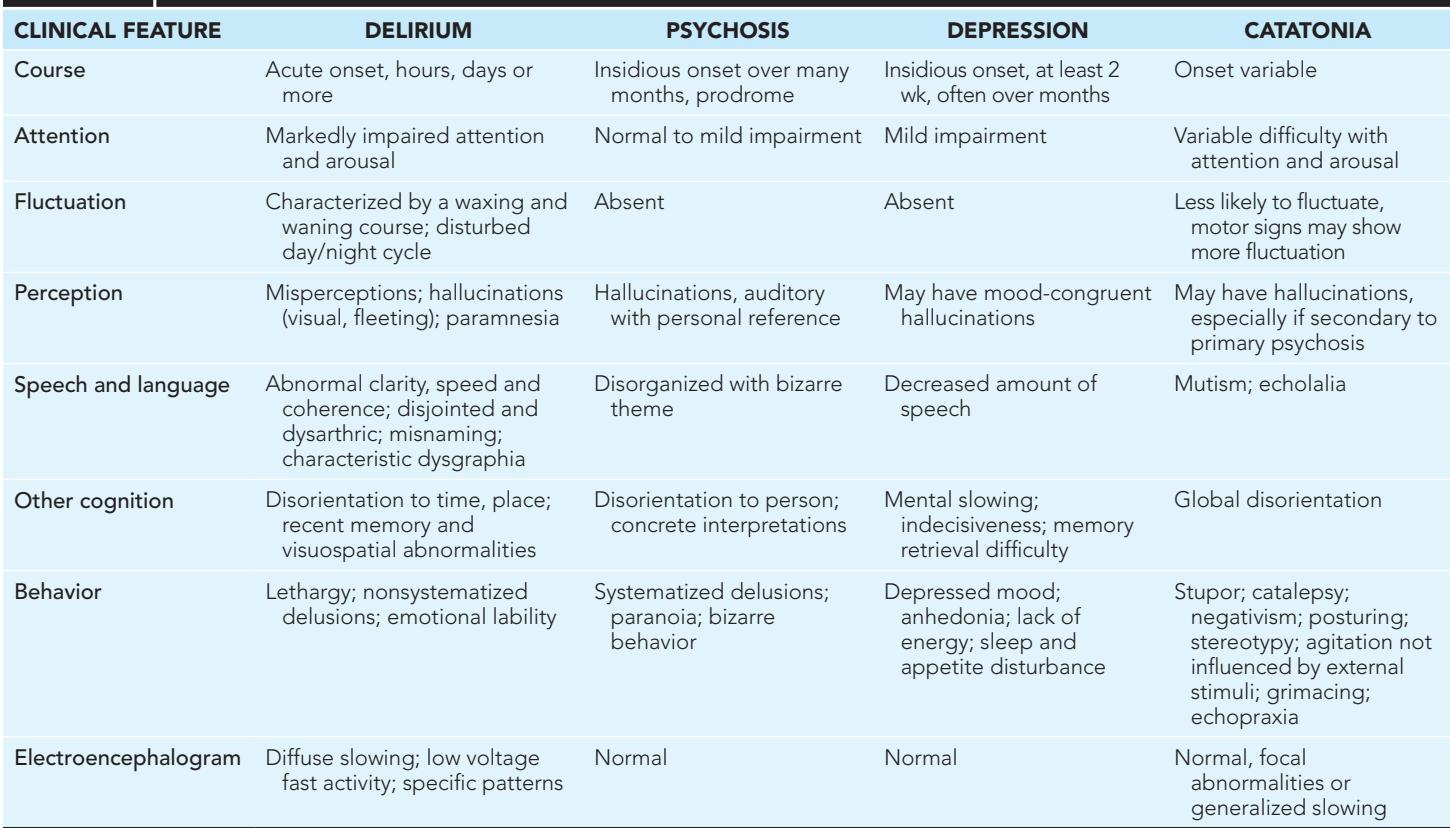 CLINICAL FEATURE DELIRIUM PSYCHOSIS DEPRESSION CATATONIA
Course Acute onset, hours, days or Insidious onset over many Insidious onset, at least 2 Onset variable
more months, prodrome wk, often over months
Attention Markedly impaired attention Normal to mild impairment Mild impairment Variable difficulty with
and arousal attention and arousal
Fluctuation Characterized by a waxing and Absent Absent Less likely to fluctuate,
waning course; disturbed motor signs may show
day/night cycle more fluctuation
Perception Misperceptions; hallucinations Hallucinations, auditory May have mood-congruent May have hallucinations,
(visual, fleeting); paramnesia with personal reference hallucinations especially if secondary to
primary psychosis
Speech and language Abnormal clarity, speed and Disorganized with bizarre Decreased amount of Mutism; echolalia
coherence; disjointed and theme speech
dysarthric; misnaming;
characteristic dysgraphia
Other cognition Disorientation to time, place; Disorientation to person; Mental slowing; Global disorientation
recent memory and concrete interpretations indecisiveness; memory
visuospatial abnormalities retrieval difficulty
Behavior Lethargy; nonsystematized Systematized delusions; Depressed mood; Stupor; catalepsy;
delusions; emotional lability paranoia; bizarre anhedonia; lack of negativism; posturing;
behavior energy; sleep and stereotypy; agitation not
appetite disturbance influenced by external
stimuli; grimacing;
echopraxia
Electroencephalogram Diffuse slowing; low voltage Normal Normal Normal, focal
fast activity; specific patterns abnormalities or
generalized slowing